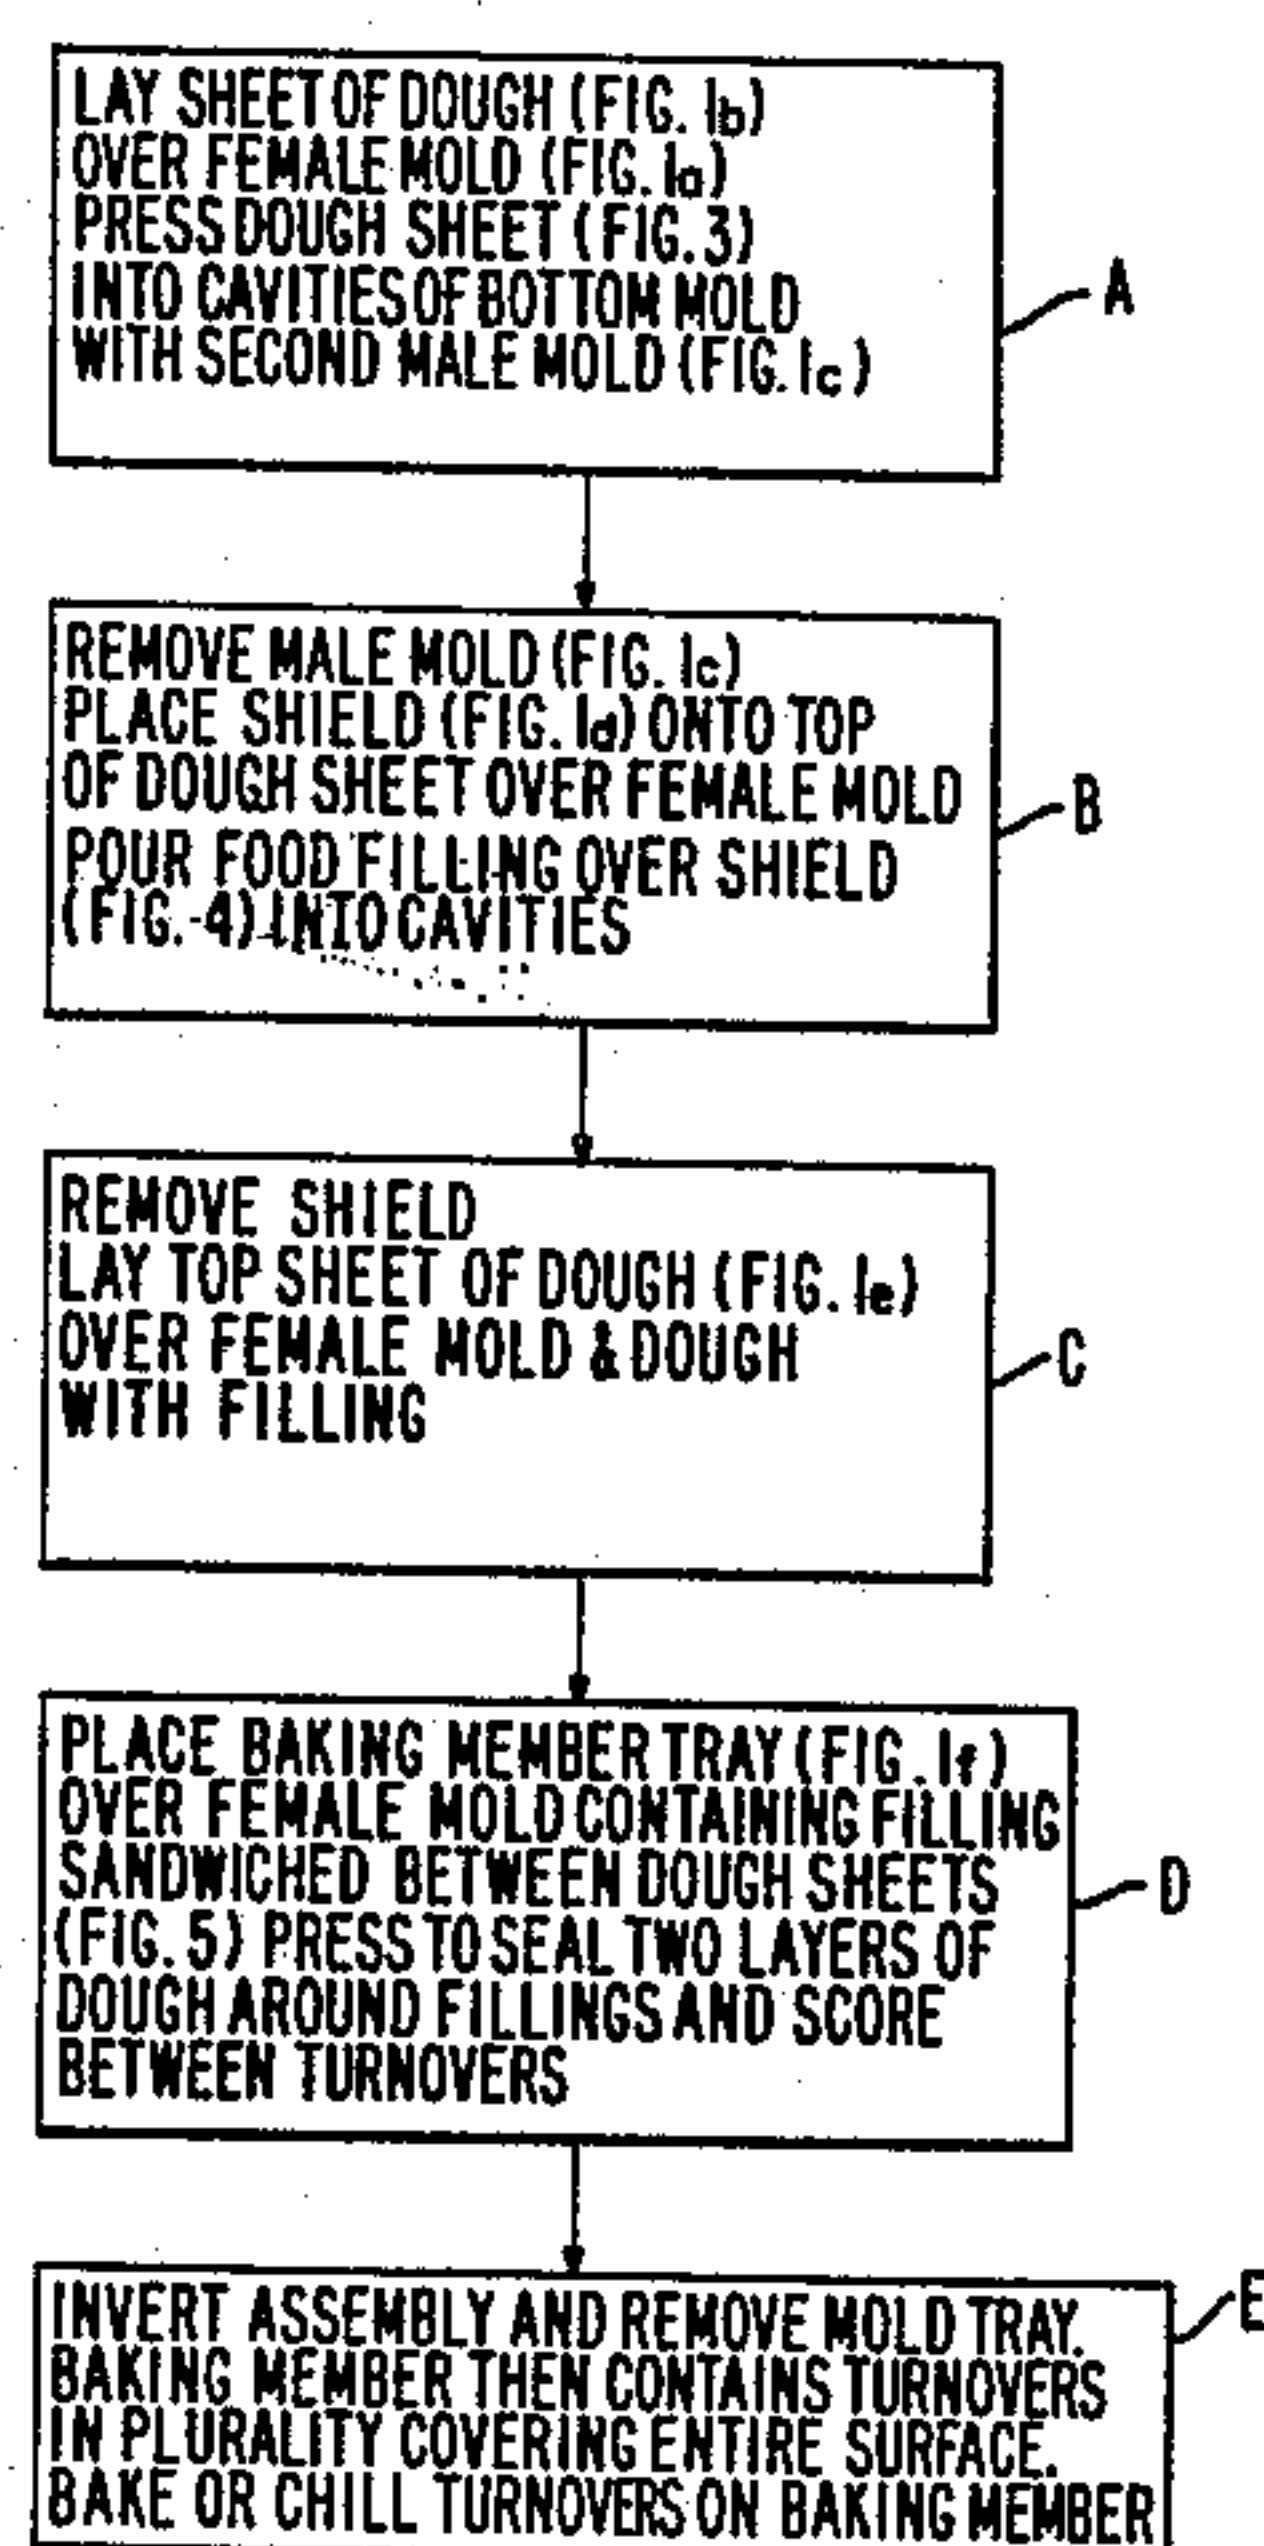 LAY SHEET OF DOUGH (FIG. 1b)
OVER FEMALE MOLD (FIG. 1a)
PRESS DOUGH SHEET (FIG. 3)
INTO CAVITIES OF BOTTOM MOLD
WITH SECOND MALE MOLD (FIG. 1c)
A
REMOVE MALE MOLD (FIG. 1c)
PLACE SHIELD (FIG. 1d) ONTO TOP
OF DOUGH SHEET OVER FEMALE MOLD
POUR FOOD FILLING OVER SHIELD
(FIG. 4) INTO CAVITIES
B
REMOVE SHIELD
LAY TOP SHEET OF DOUGH (FIG. 1e)
OVER FEMALE MOLD & DOUGH
WITH FILLING
C
PLACE BAKING MEMBER TRAY (FIG. 1f)
OVER FEMALE MOLD CONTAINING FILLING
SANDWICHED BETWEEN DOUGH SHEETS
(FIG. 5) PRESS TO SEAL TWO LAYERS OF
DOUGH AROUND FILLINGS AND SCORE
BETWEEN TURNOVERS
D
INVERT ASSEMBLY AND REMOVE MOLD TRAY.
BAKING MEMBER THEN CONTAINS TURNOVERS
IN PLURALITY COVERING ENTIRE SURFACE.
BAKE OR CHILL TURNOVERS ON BAKING MEMBER
E